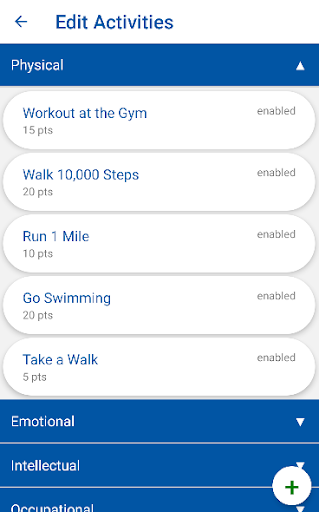 Edit Activities
Physical
Workout at the Gym
enabled
15 pts
Walk 10,000 Steps
enabled
20 pts
Run 1 Mile
enabled
10 pts
Go Swimming
enabled
20 pts
Take a Walk
enabled
5 pts
Emotional
Intellectual
Occupational